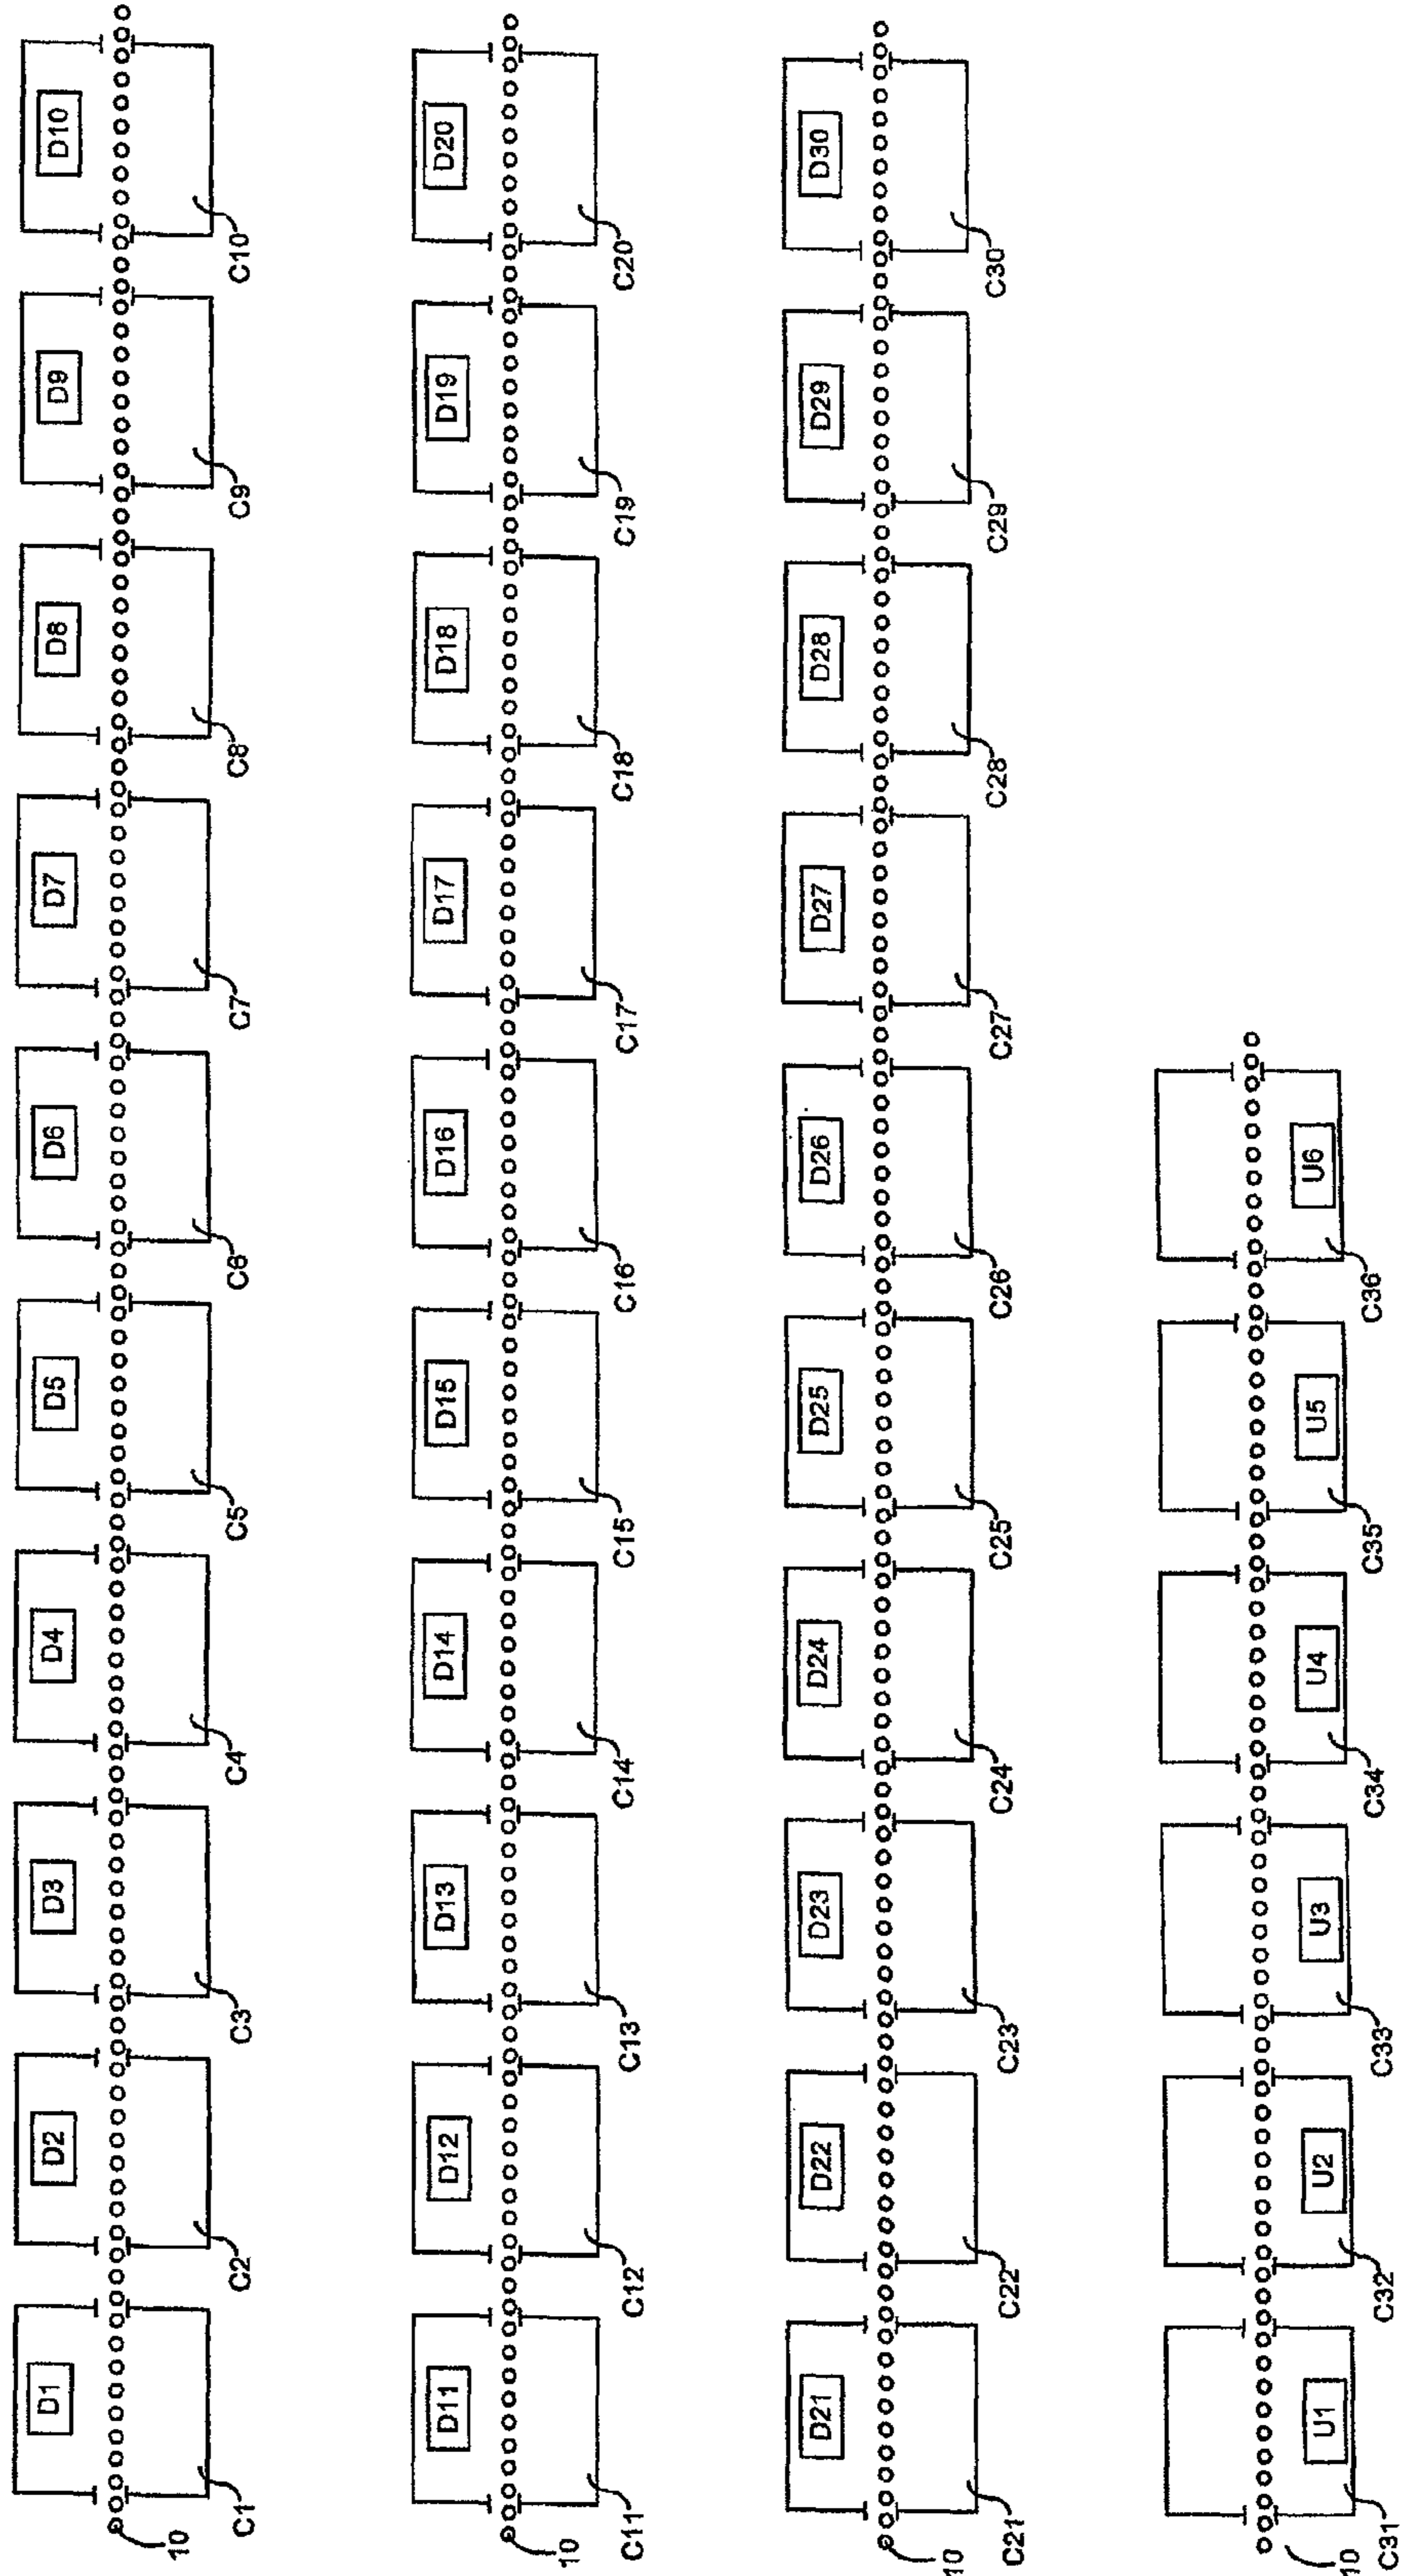 D1 D2 D3 D4 D5 D6 D7 D8 D9 D10
10 C1 C2 C3 C4 C5 C6 C7 C8 C9 C10
D11 D12 D13 D14 D15 D16 D17 D18 D19 D20
10 C11 C12 C13 C14 C15 C16 C17 C18 C19 C20
D21 D22 D23 D24 D25 D26 D27 D28 D29 D30
10 C21 C22 C23 C24 C25 C26 C27 C28 C29 C30
U1 U2 U3 U4 U5 U6
10 C31 C32 C33 C34 C35 C36